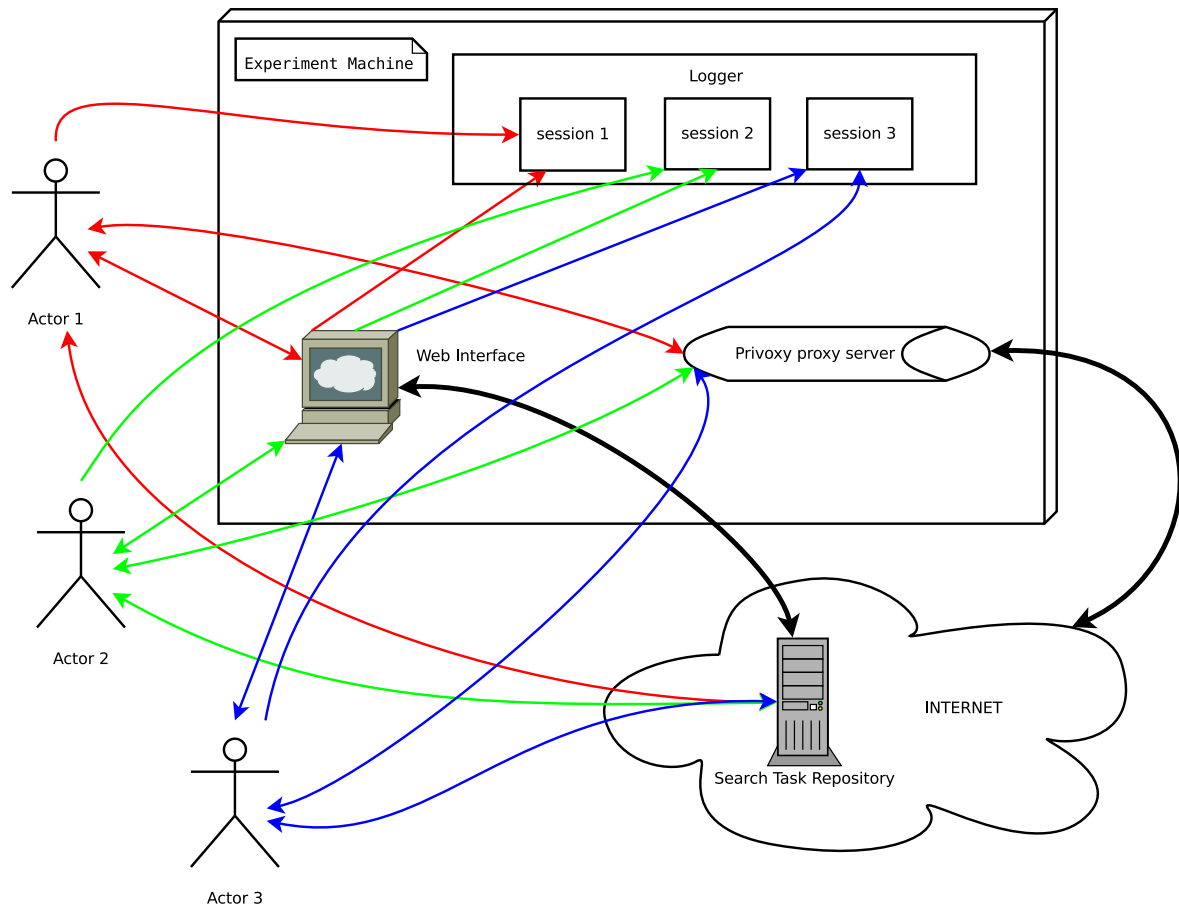 Experiment Machine
Logger
session 1
session 2
session 3
Actor 1
Web Interface
Privoxy proxy server
Actor 2
INTERNET
Search Task Repository
Actor 3